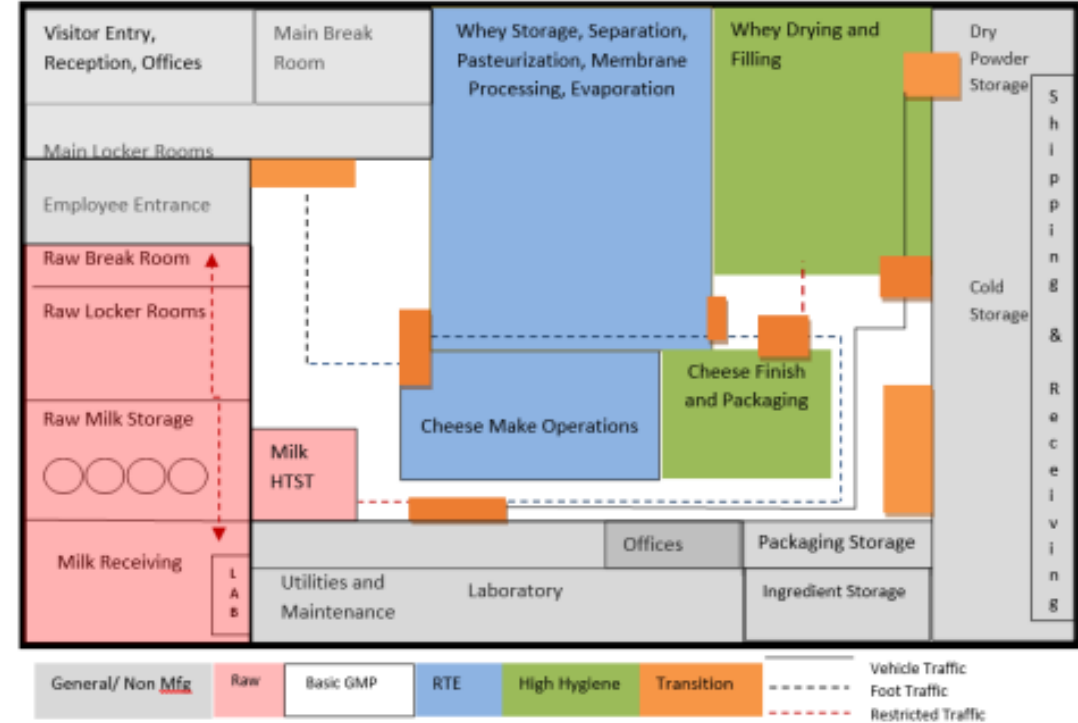 Visitor Entry,
Reception, Offices
Main Break
Room
Whey Storage, Separation,
Pasteurization, Membrane
Processing, Evaporation
Whey Drying and
Filling
Dry
Powder
Storage
Shipping & Receiving
Main Locker Rooms
Employee Entrance
Raw Break Room
Raw Locker Rooms
Cold
Storage
Raw Milk Storage
Milk
HTST
Cheese Make Operations
Cheese Finish
and Packaging
Milk Receiving
LAB
Offices
Packaging Storage
Utilities and
Maintenance
Laboratory
Ingredient Storage
General/ Non Mfg
Raw
Basic GMP
RTE
High Hygiene
Transition
Vehicle Traffic
Foot Traffic
Restricted Traffic